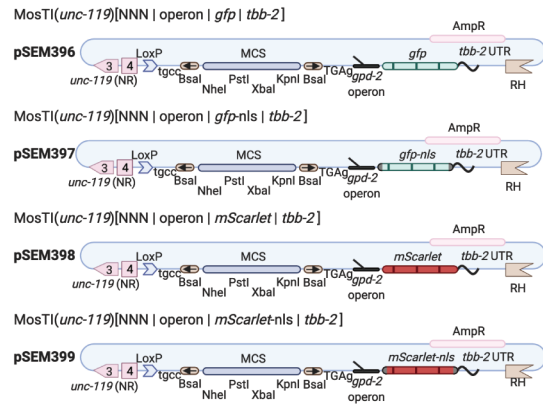 MosTI(unc-119)[NNN | operon | gfp | tbb-2]
AmpR
pSEM396
LoxP
MCS
gfp
tbb-2 UTR
3
4
tgcc
TGAg
unc-119 (NR)
BsaI
NheI
PstI
XbaI
KpnI
BsaI
gpd-2
operon
RH
MosTI(unc-119)[NNN | operon | gfp-nls | tbb-2]
AmpR
pSEM397
LoxP
MCS
gfp-nls
tbb-2 UTR
3
4
tgcc
TGAg
unc-119 (NR)
BsaI
NheI
PstI
XbaI
KpnI
BsaI
gpd-2
operon
RH
MosTI(unc-119)[NNN | operon | mScarlet | tbb-2]
AmpR
pSEM398
LoxP
MCS
mScarlet
tbb-2 UTR
3
4
tgcc
TGAg
unc-119 (NR)
BsaI
NheI
PstI
XbaI
KpnI
BsaI
gpd-2
operon
RH
MosTI(unc-119)[NNN | operon | mScarlet-nls | tbb-2]
AmpR
pSEM399
LoxP
MCS
mScarlet-nls
tbb-2 UTR
3
4
tgcc
TGAg
unc-119 (NR)
BsaI
NheI
PstI
XbaI
KpnI
BsaI
gpd-2
operon
RH